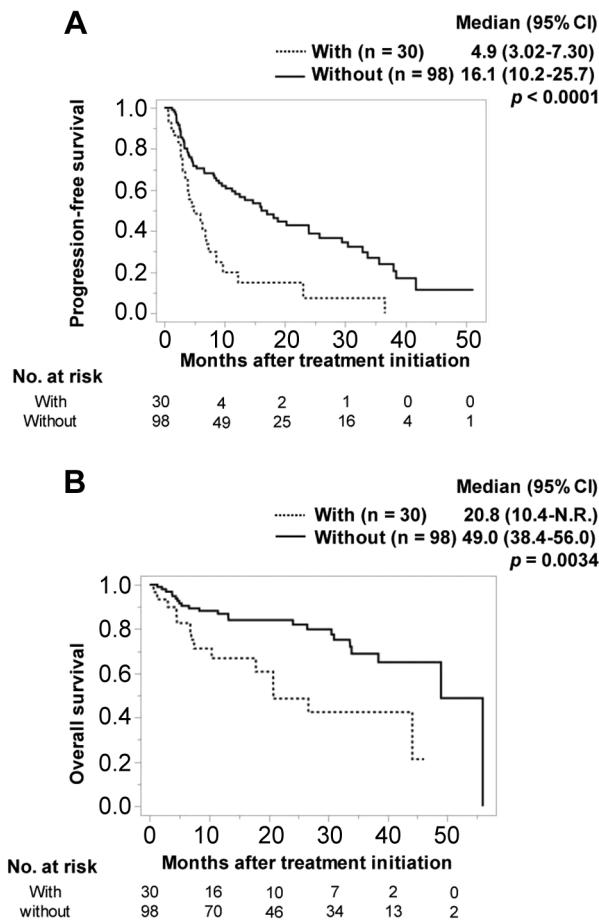 A
Median (95% CI)
With (n = 30) 4.9 (3.02-7.30)
Without (n = 98) 16.1 (10.2-25.7)
p < 0.0001
Progression-free survival
1.0
0.8
0.6
0.4
0.2
0.0
0 10 20 30 40 50
Months after treatment initiation
No. at risk
With 30 4 2 1 0 0
Without 98 49 25 16 4 1
B
Median (95% CI)
With (n = 30) 20.8 (10.4-N.R.)
Without (n = 98) 49.0 (38.4-56.0)
p = 0.0034
Overall survival
1.0
0.8
0.6
0.4
0.2
0.0
0 10 20 30 40 50
Months after treatment initiation
No. at risk
With 30 16 10 7 2 0
without 98 70 46 34 13 2